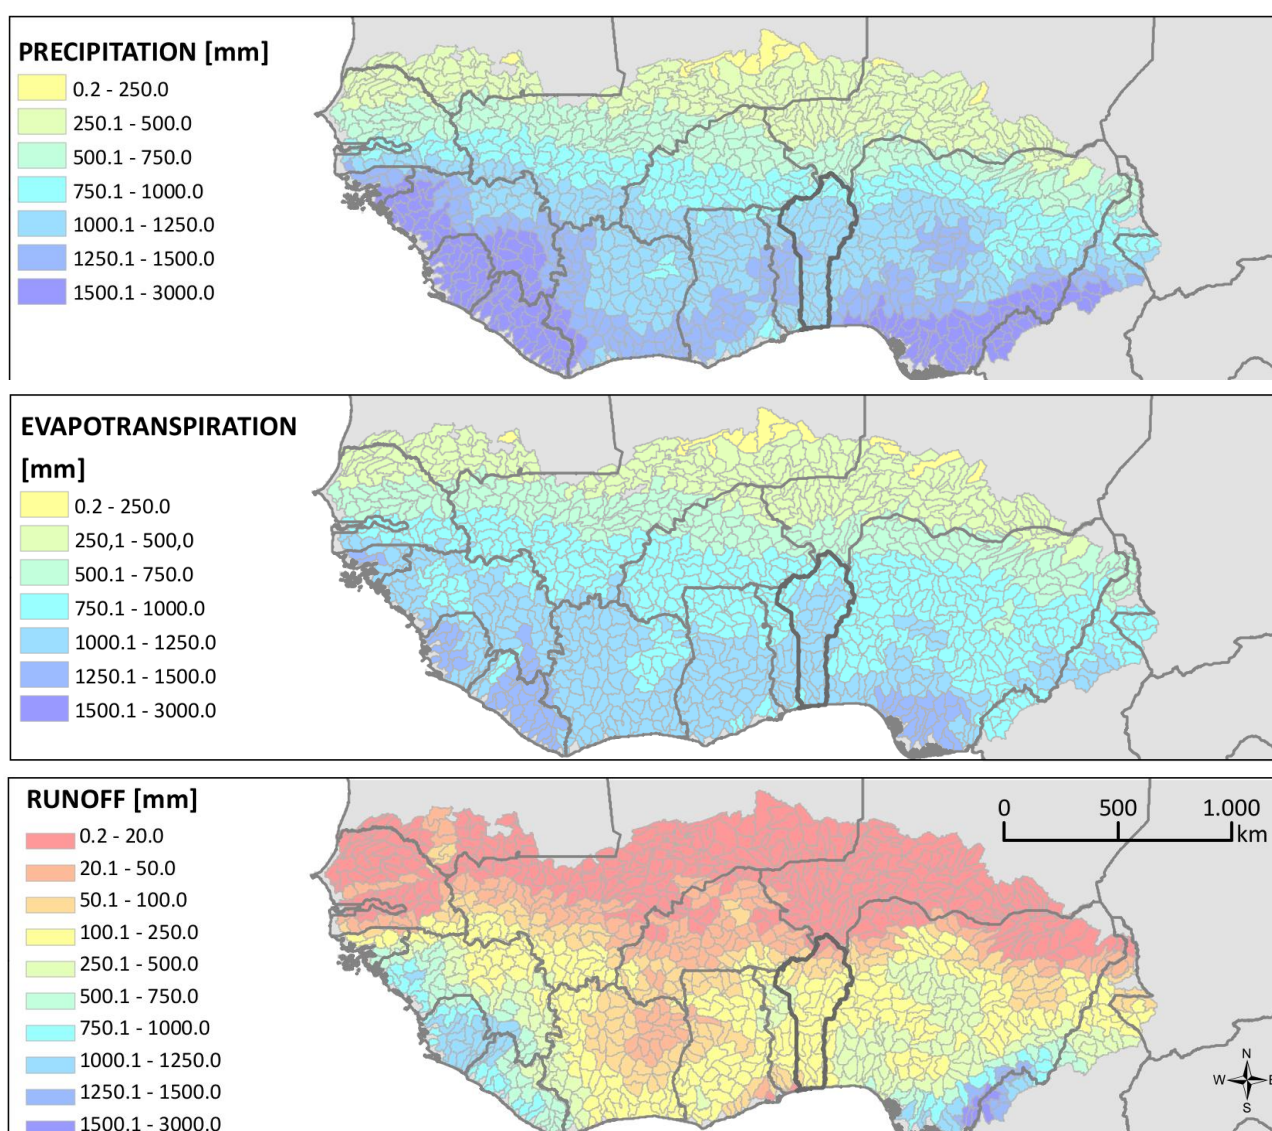 PRECIPITATION [mm]
0.2 - 250.0
250.1 - 500.0
500.1 - 750.0
750.1 - 1000.0
1000.1 - 1250.0
1250.1 - 1500.0
1500.1 - 3000.0
EVAPOTRANSPIRATION
[mm]
0.2 - 250.0
250,1 - 500,0
500.1 - 750.0
750.1 - 1000.0
1000.1 - 1250.0
1250.1 - 1500.0
1500.1 - 3000.0
RUNOFF [mm]
0.2 - 20.0
20.1 - 50.0
50.1 - 100.0
100.1 - 250.0
250.1 - 500.0
500.1 - 750.0
750.1 - 1000.0
1000.1 - 1250.0
1250.1 - 1500.0
1500.1 - 3000.0
0 500 1.000
km
N
W E
S